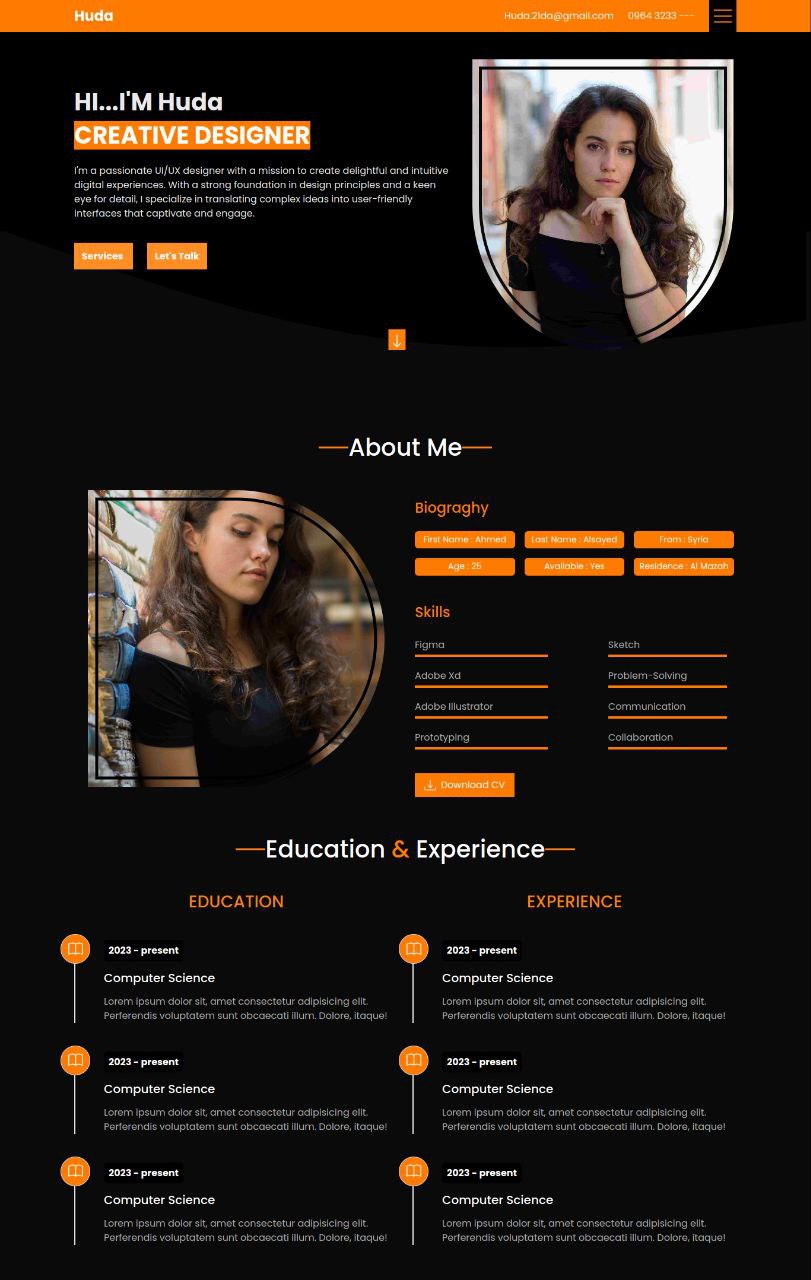 Huda
Huda.21da@gmail.com 0964 3233 ---
HI...I'M Huda
CREATIVE DESIGNER
I'm a passionate UI/UX designer with a mission to create delightful and intuitive
digital experiences. With a strong foundation in design principles and a keen
eye for detail, I specialize in translating complex ideas into user-friendly
interfaces that captivate and engage.
Services Let's Talk
About Me
Biograghy
First Name : Ahmed Last Name : Alsayed From : Syria
Age : 25 Available : Yes Residence : Al Mazah
Skills
Figma Sketch
Adobe Xd Problem-Solving
Adobe Illustrator Communication
Prototyping Collaboration
Download CV
Education & Experience
EDUCATION
2023 - present
Computer Science
Lorem ipsum dolor sit, amet consectetur adipisicing elit.
Perferendis voluptatem sunt obcaecati illum. Dolore, itaque!
2023 - present
Computer Science
Lorem ipsum dolor sit, amet consectetur adipisicing elit.
Perferendis voluptatem sunt obcaecati illum. Dolore, itaque!
2023 - present
Computer Science
Lorem ipsum dolor sit, amet consectetur adipisicing elit.
Perferendis voluptatem sunt obcaecati illum. Dolore, itaque!
EXPERIENCE
2023 - present
Computer Science
Lorem ipsum dolor sit, amet consectetur adipisicing elit.
Perferendis voluptatem sunt obcaecati illum. Dolore, itaque!
2023 - present
Computer Science
Lorem ipsum dolor sit, amet consectetur adipisicing elit.
Perferendis voluptatem sunt obcaecati illum. Dolore, itaque!
2023 - present
Computer Science
Lorem ipsum dolor sit, amet consectetur adipisicing elit.
Perferendis voluptatem sunt obcaecati illum. Dolore, itaque!